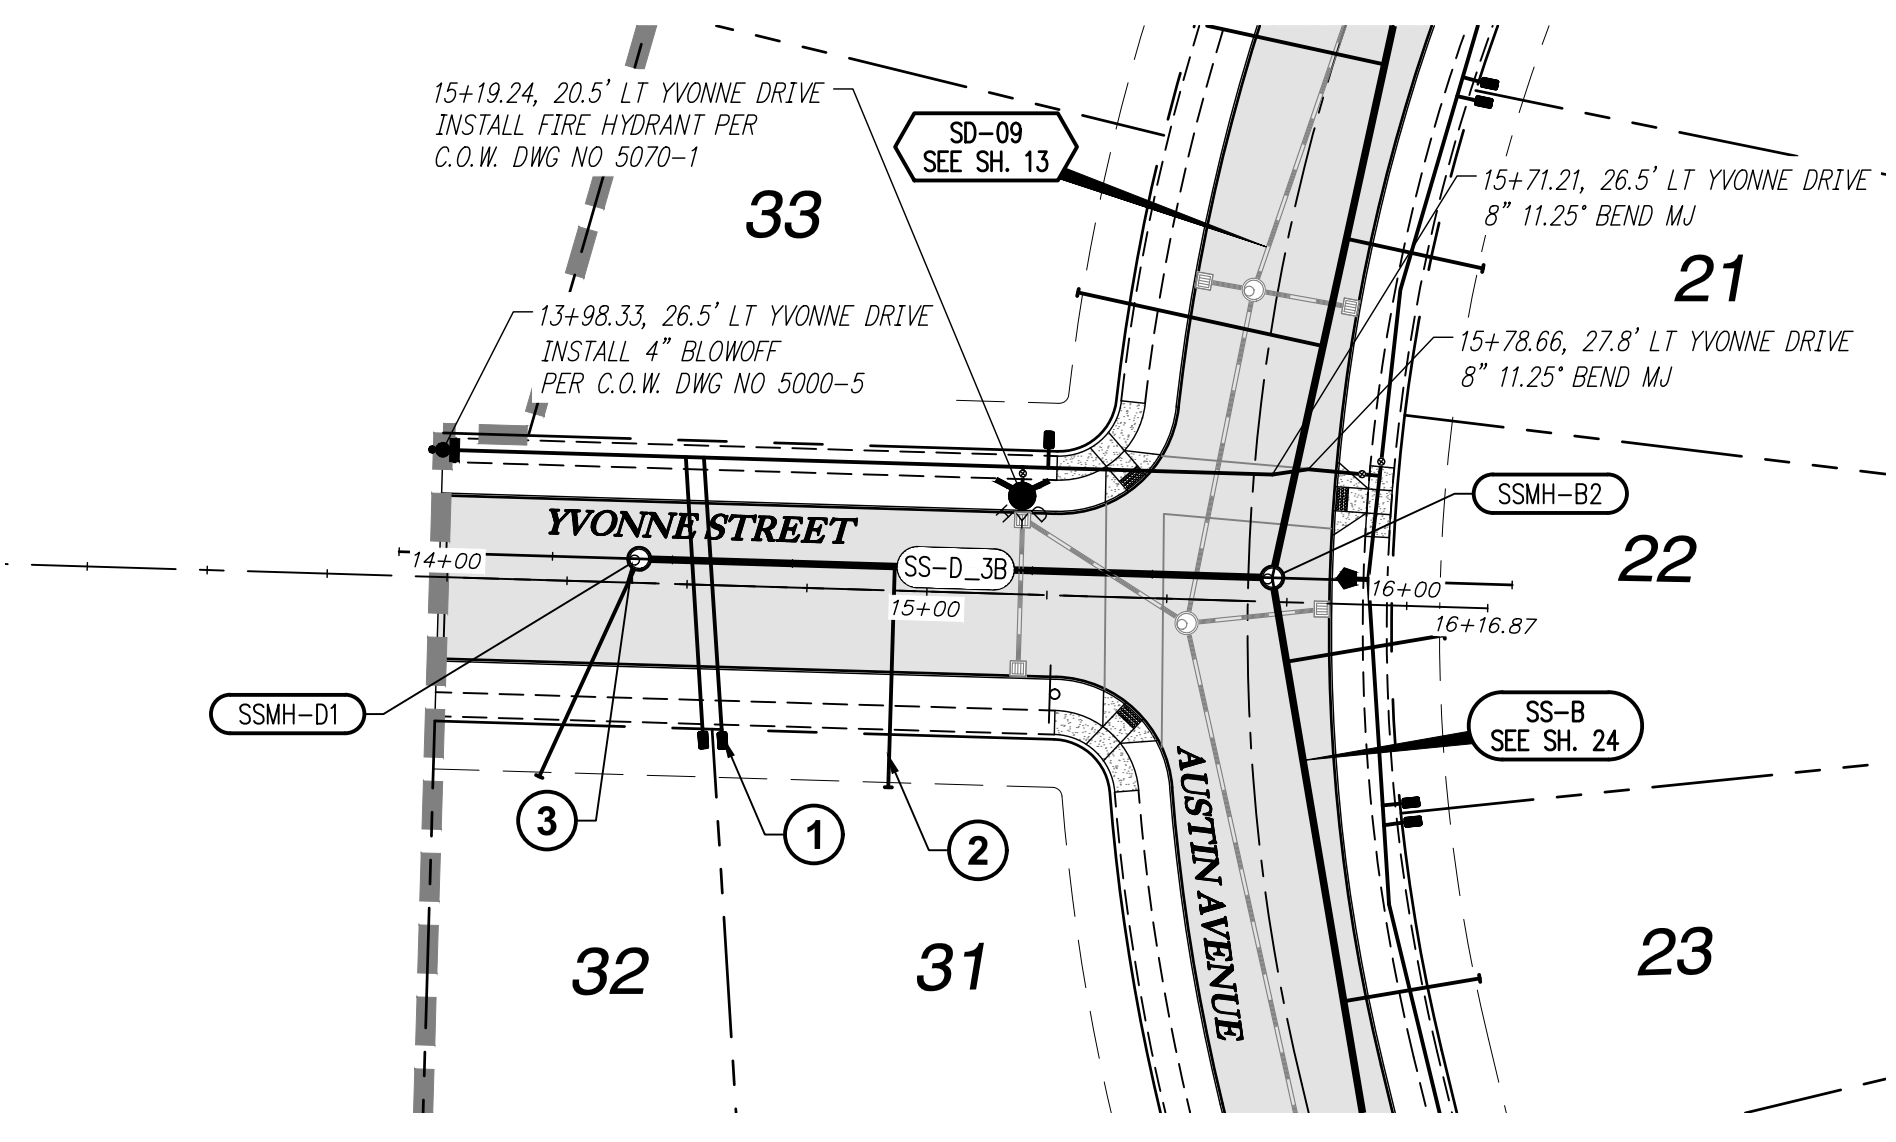 15+19.24, 20.5' LT YVONNE DRIVE
INSTALL FIRE HYDRANT PER
C.O.W. DWG NO 5070-1
SD-09
SEE SH. 13
33
15+71.21, 26.5' LT YVONNE DRIVE
8" 11.25° BEND MJ
21
13+98.33, 26.5' LT YVONNE DRIVE
INSTALL 4" BLOWOFF
PER C.O.W. DWG NO 5000-5
15+78.66, 27.8' LT YVONNE DRIVE
8" 11.25° BEND MJ
SSMH-B2
YVONNE STREET
HYD
14+00
SS-D_3B
22
15+00
16+00
16+16.87
SSMH-D1
SS-B
SEE SH. 24
3
1
2
AUSTIN AVENUE
32
31
23